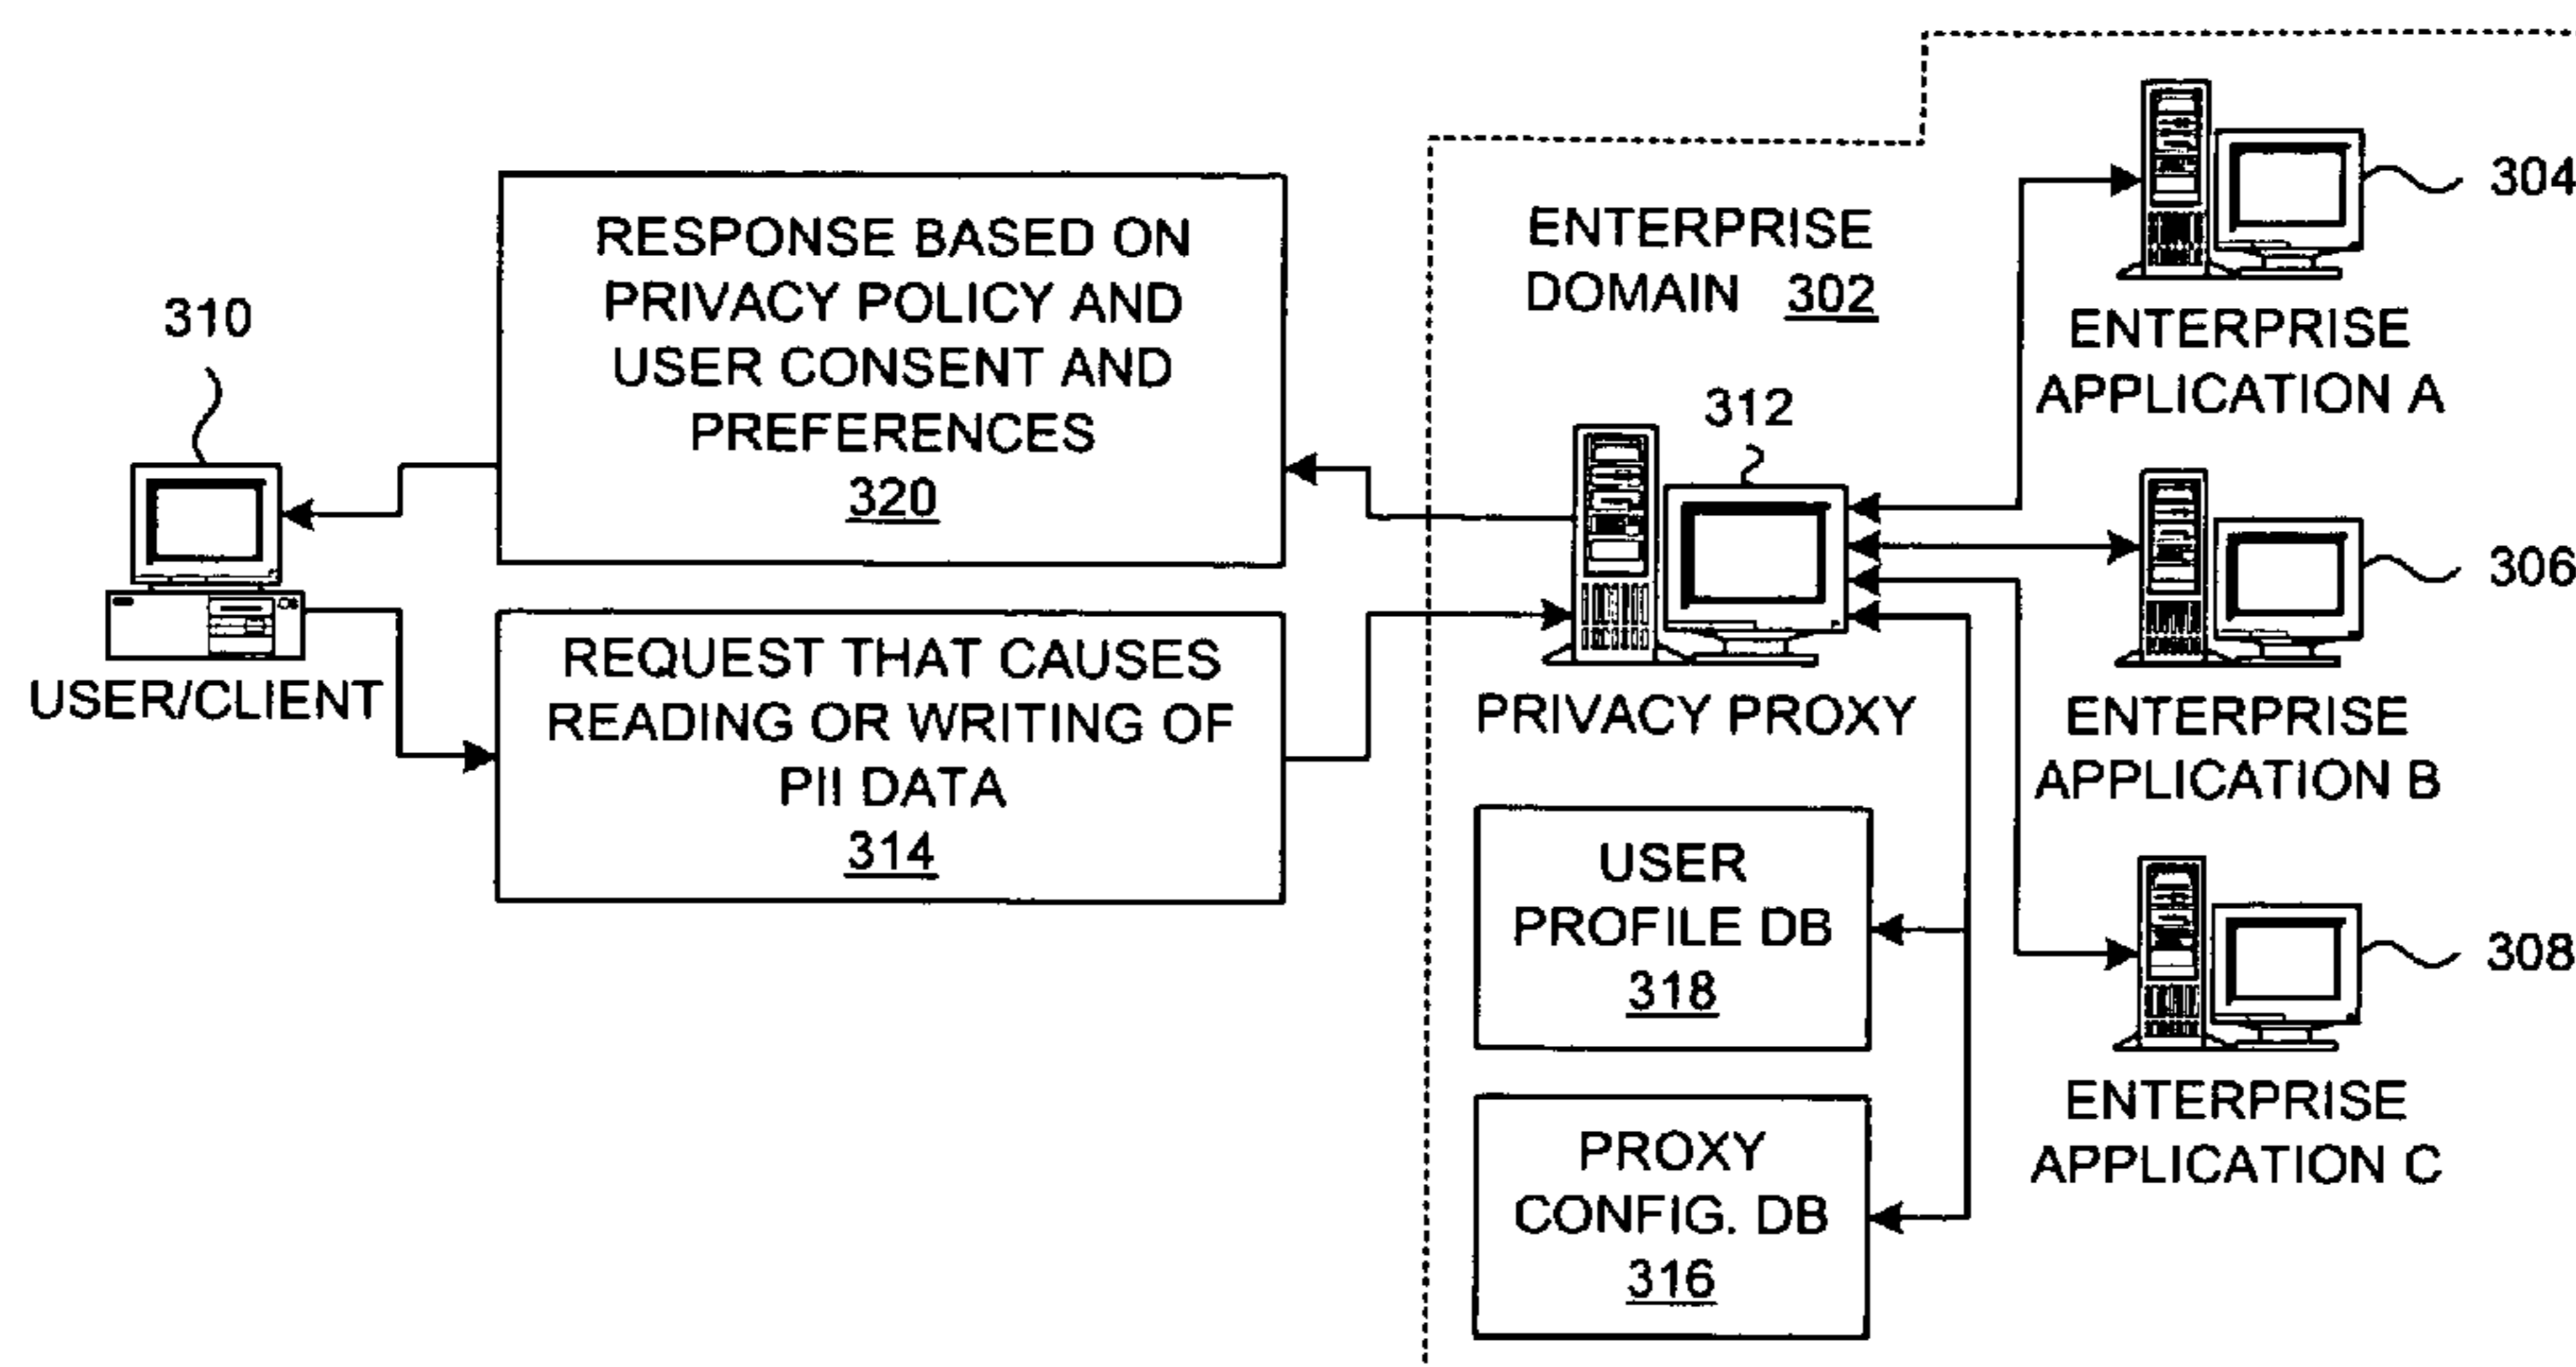 310
USER/CLIENT
RESPONSE BASED ON
PRIVACY POLICY AND
USER CONSENT AND
PREFERENCES
320
REQUEST THAT CAUSES
READING OR WRITING OF
PII DATA
314
ENTERPRISE
DOMAIN 302
312
PRIVACY PROXY
USER
PROFILE DB
318
PROXY
CONFIG. DB
316
304
ENTERPRISE
APPLICATION A
306
ENTERPRISE
APPLICATION B
308
ENTERPRISE
APPLICATION C